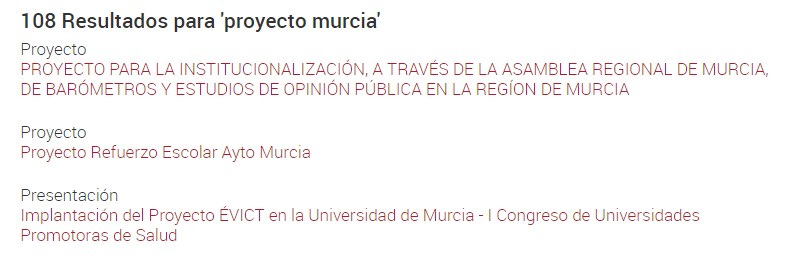 108 Resultados para 'proyecto murcia'
Proyecto
PROYECTO PARA LA INSTITUCIONALIZACIÓN, A TRAVÉS DE LA ASAMBLEA REGIONAL DE MURCIA,
DE BARÓMETROS Y ESTUDIOS DE OPINIÓN PÚBLICA EN LA REGÍON DE MURCIA
Proyecto
Proyecto Refuerzo Escolar Ayto Murcia
Presentación
Implantación del Proyecto ÉVICT en la Universidad de Murcia - I Congreso de Universidades
Promotoras de Salud